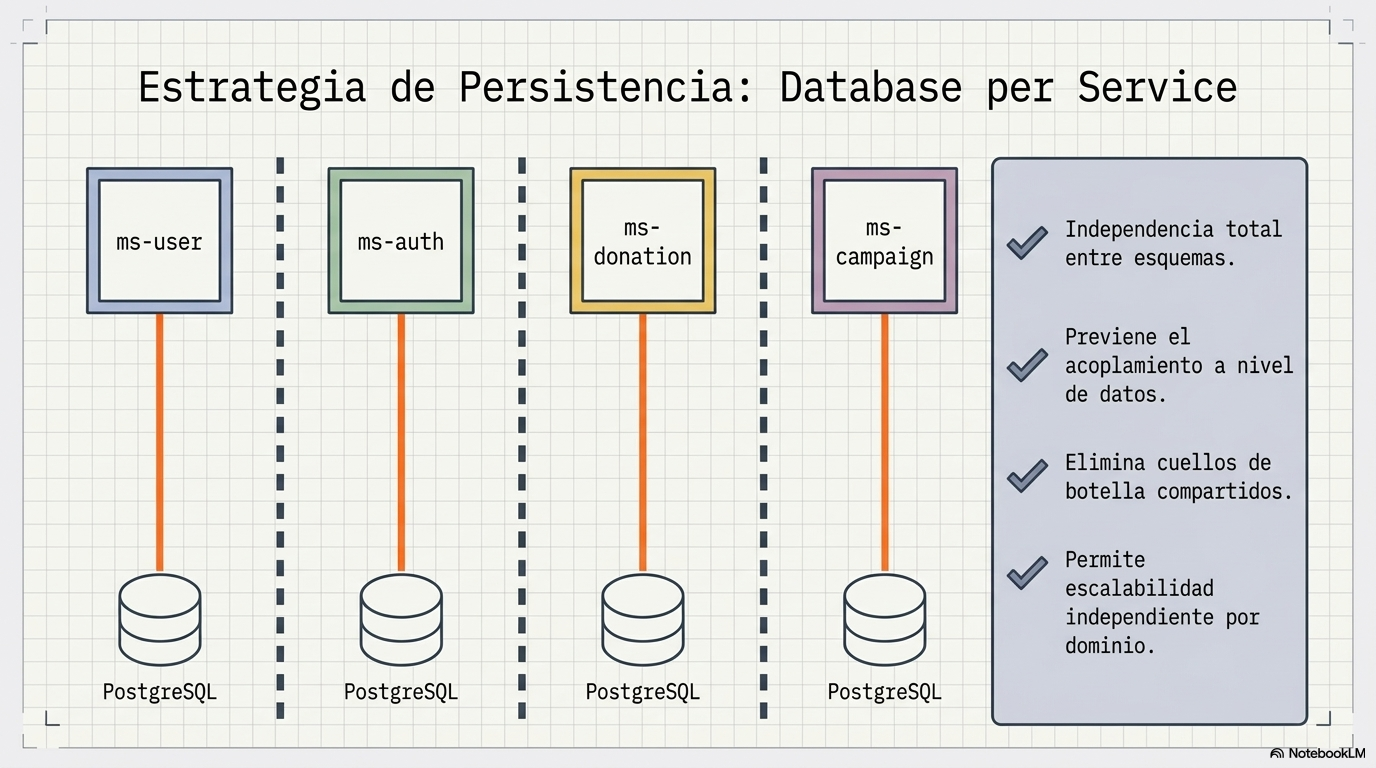 Estrategia de Persistencia: Database per Service
ms-user
ms-auth
ms-
donation
ms-
campaign
PostgreSQL
PostgreSQL
PostgreSQL
PostgreSQL
Independencia total
entre esquemas.
Previene el
acoplamiento a nivel
de datos.
Elimina cuellos de
botella compartidos.
Permite
escalabilidad
independiente por
dominio.
NotebookLM